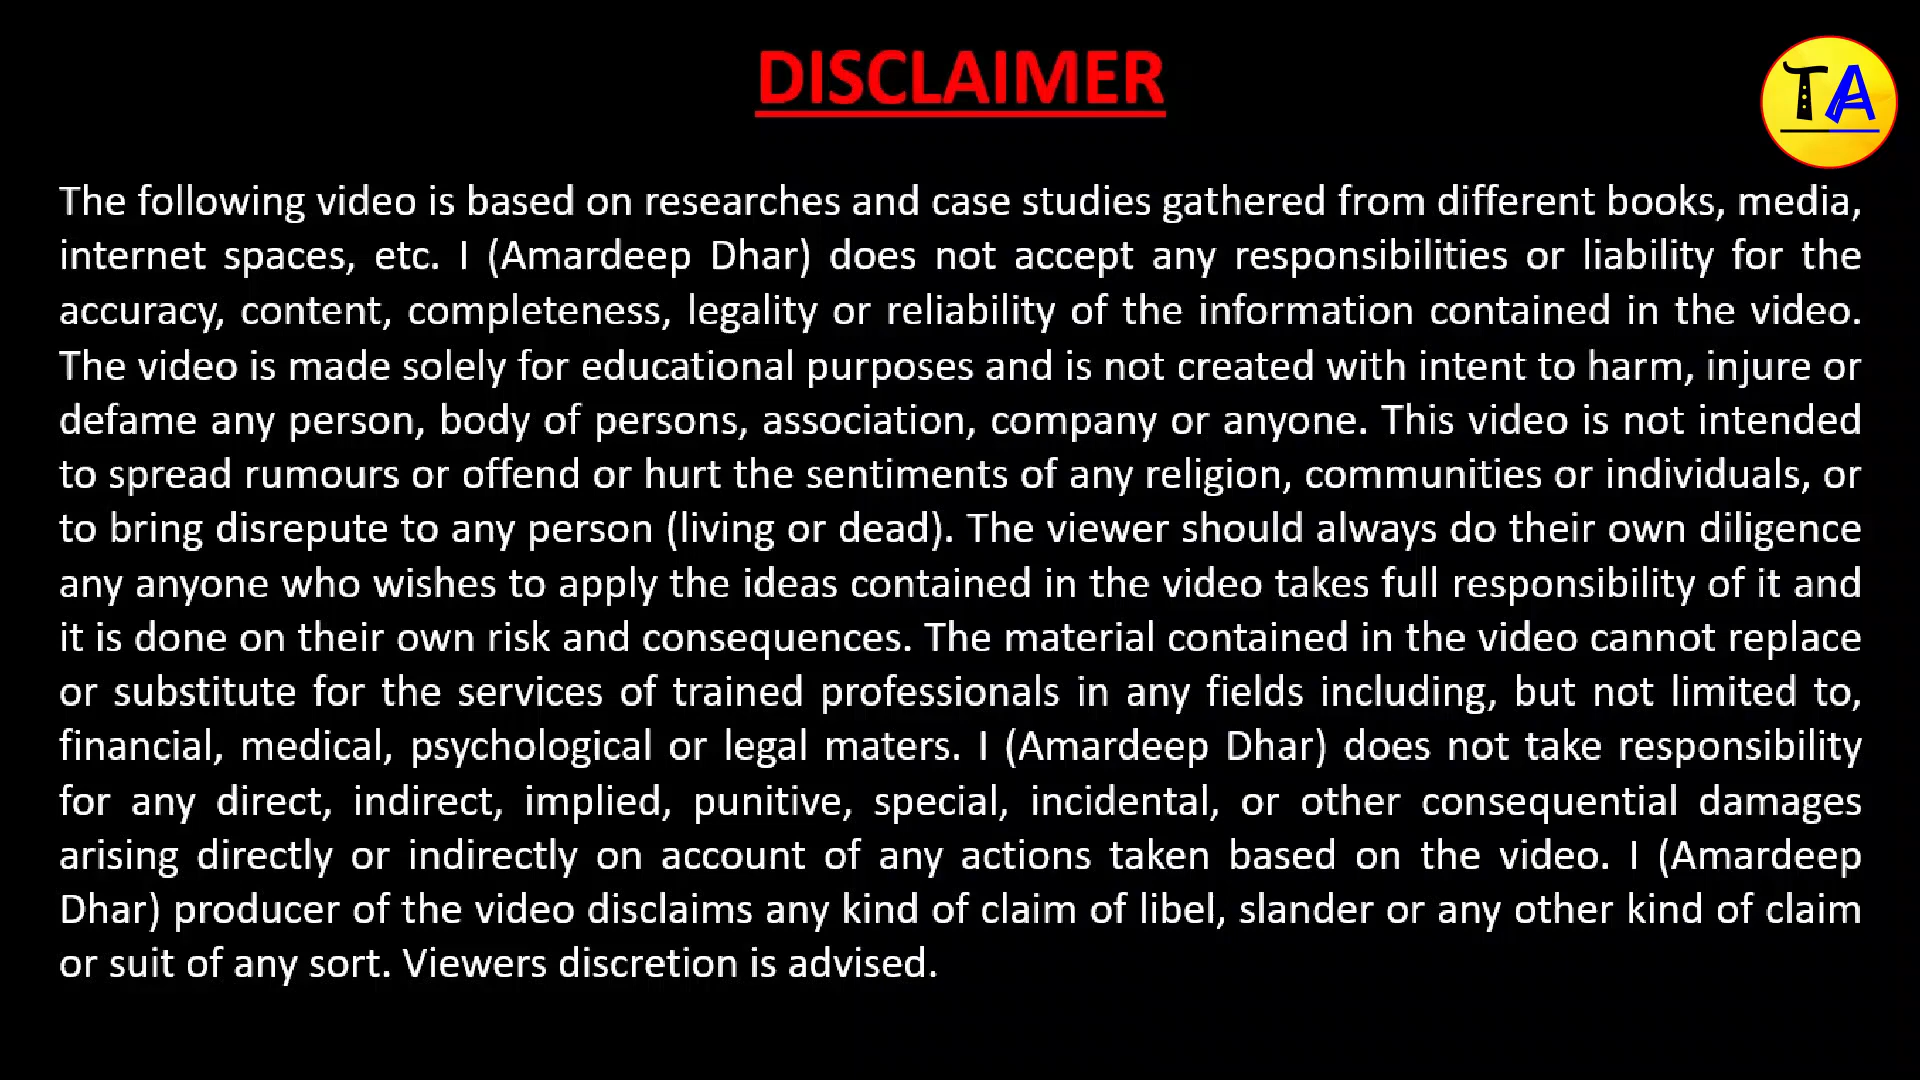 DISCLAIMER
TA
The following video is based on researches and case studies gathered from different books, media,
internet spaces, etc. I (Amardeep Dhar) does not accept any responsibilities or liability for the
accuracy, content, completeness, legality or reliability of the information contained in the video.
The video is made solely for educational purposes and is not created with intent to harm, injure or
defame any person, body of persons, association, company or anyone. This video is not intended
to spread rumours or offend or hurt the sentiments of any religion, communities or individuals, or
to bring disrepute to any person (living or dead). The viewer should always do their own diligence
any anyone who wishes to apply the ideas contained in the video takes full responsibility of it and
it is done on their own risk and consequences. The material contained in the video cannot replace
or substitute for the services of trained professionals in any fields including, but not limited to,
financial, medical, psychological or legal maters. I (Amardeep Dhar) does not take responsibility
for any direct, indirect, implied, punitive, special, incidental, or other consequential damages
arising directly or indirectly on account of any actions taken based on the video. I (Amardeep
Dhar) producer of the video disclaims any kind of claim of libel, slander or any other kind of claim
or suit of any sort. Viewers discretion is advised.